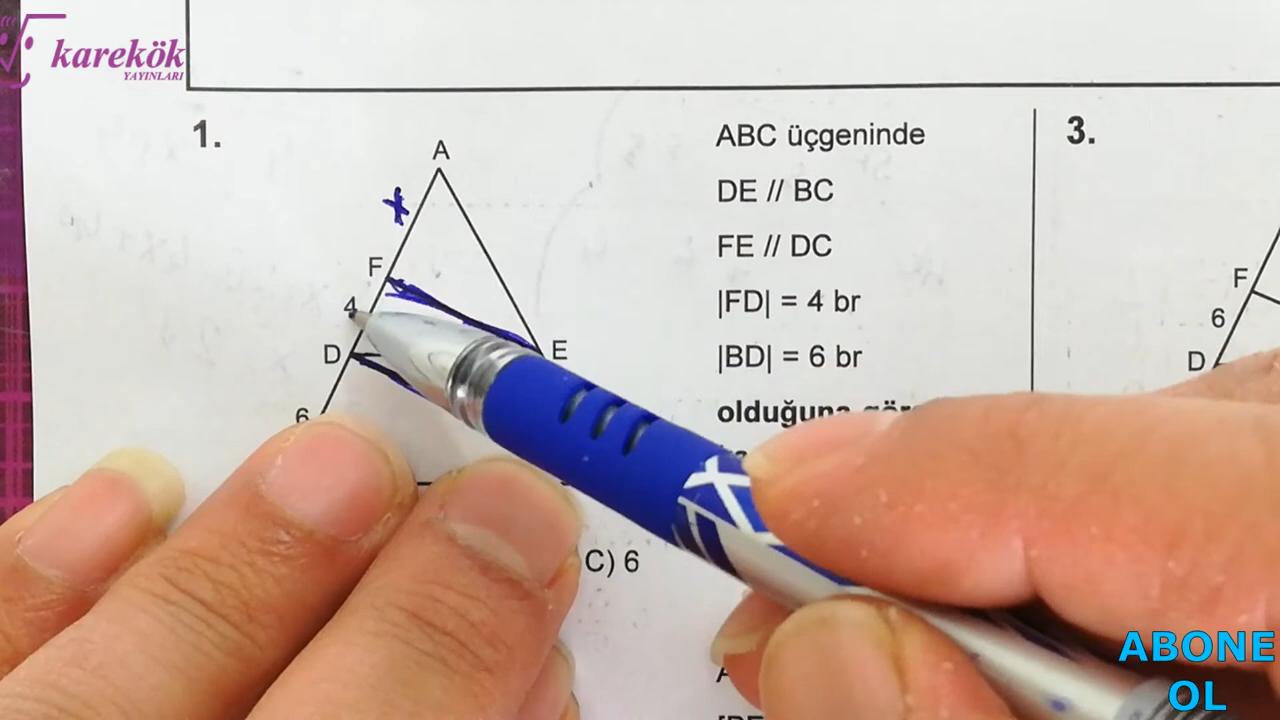 karekök
YAYINLARI
1.
A
x
F
4
D
E
6
ABC üçgeninde
DE // BC
FE // DC
|FD| = 4 br
|BD| = 6 br
olduğuna
C) 6
3.
F
6
D
ABONE
OL